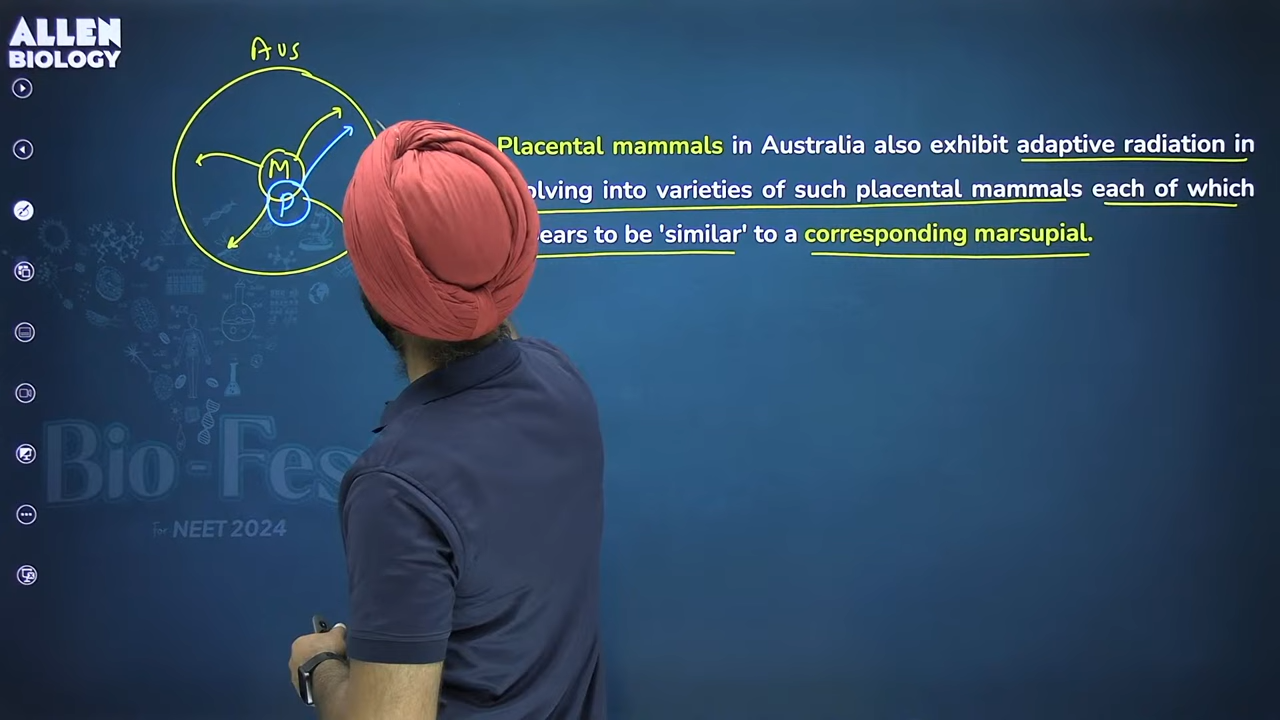 ALLEN
BIOLOGY
Aus
M
P
Placental mammals in Australia also exhibit adaptive radiation in
olving into varieties of such placental mammals each of which
ears to be 'similar' to a corresponding marsupial.
Bio-Fes
For NEET 2024